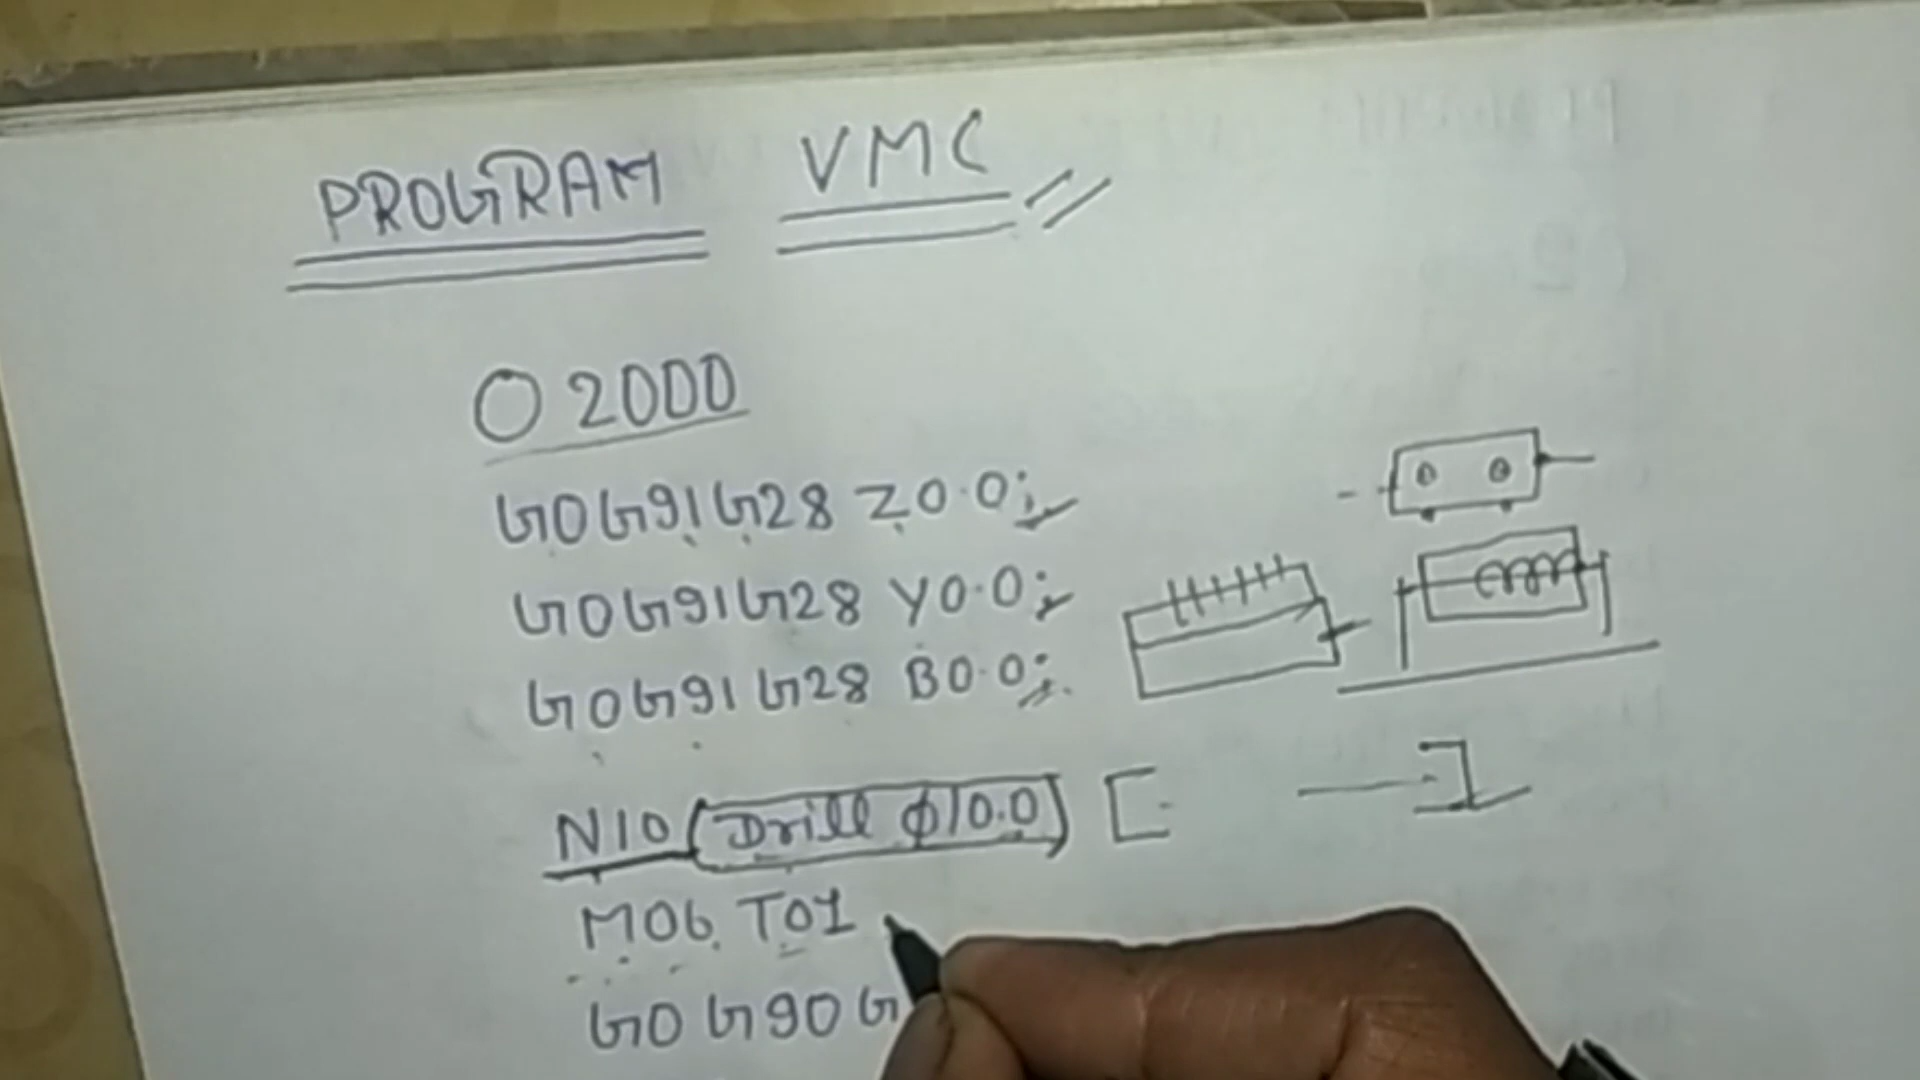 PROGRAM VMC
O2000
G0G91G28 Z0.0;
G0G91G28 Y0.0;
G0G91G28 B0.0;
N10 (Drill ϕ10.0)
M06 T01
G0 G90 G